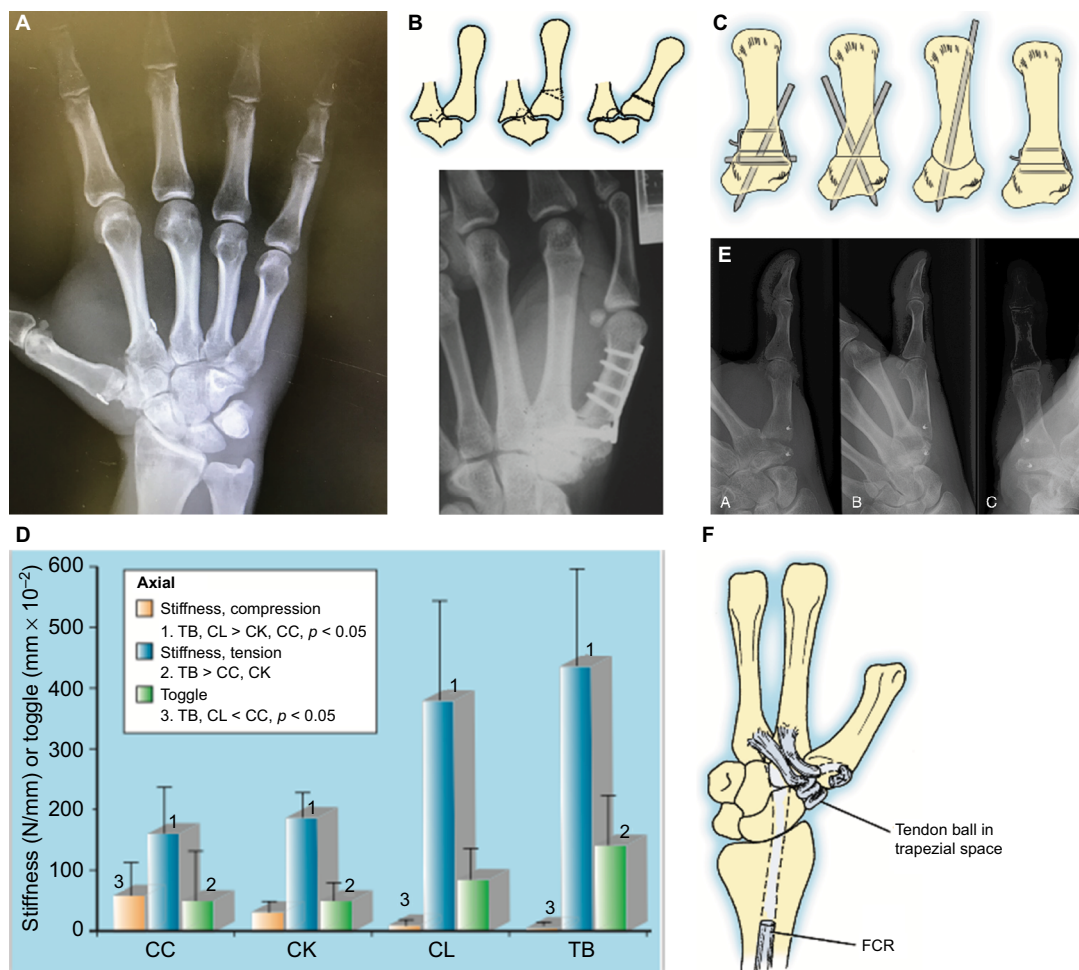 A
B
C
E
A
B
C
D
600
500
400
300
200
100
0
Stiffness (N/mm) or toggle (mm × 10⁻²)
Axial
Stiffness, compression
1. TB, CL > CK, CC, p < 0.05
Stiffness, tension
2. TB > CC, CK
Toggle
3. TB, CL < CC, p < 0.05
3
1
2
1
2
3
1
3
1
2
CC
CK
CL
TB
F
Tendon ball in
trapezial space
FCR